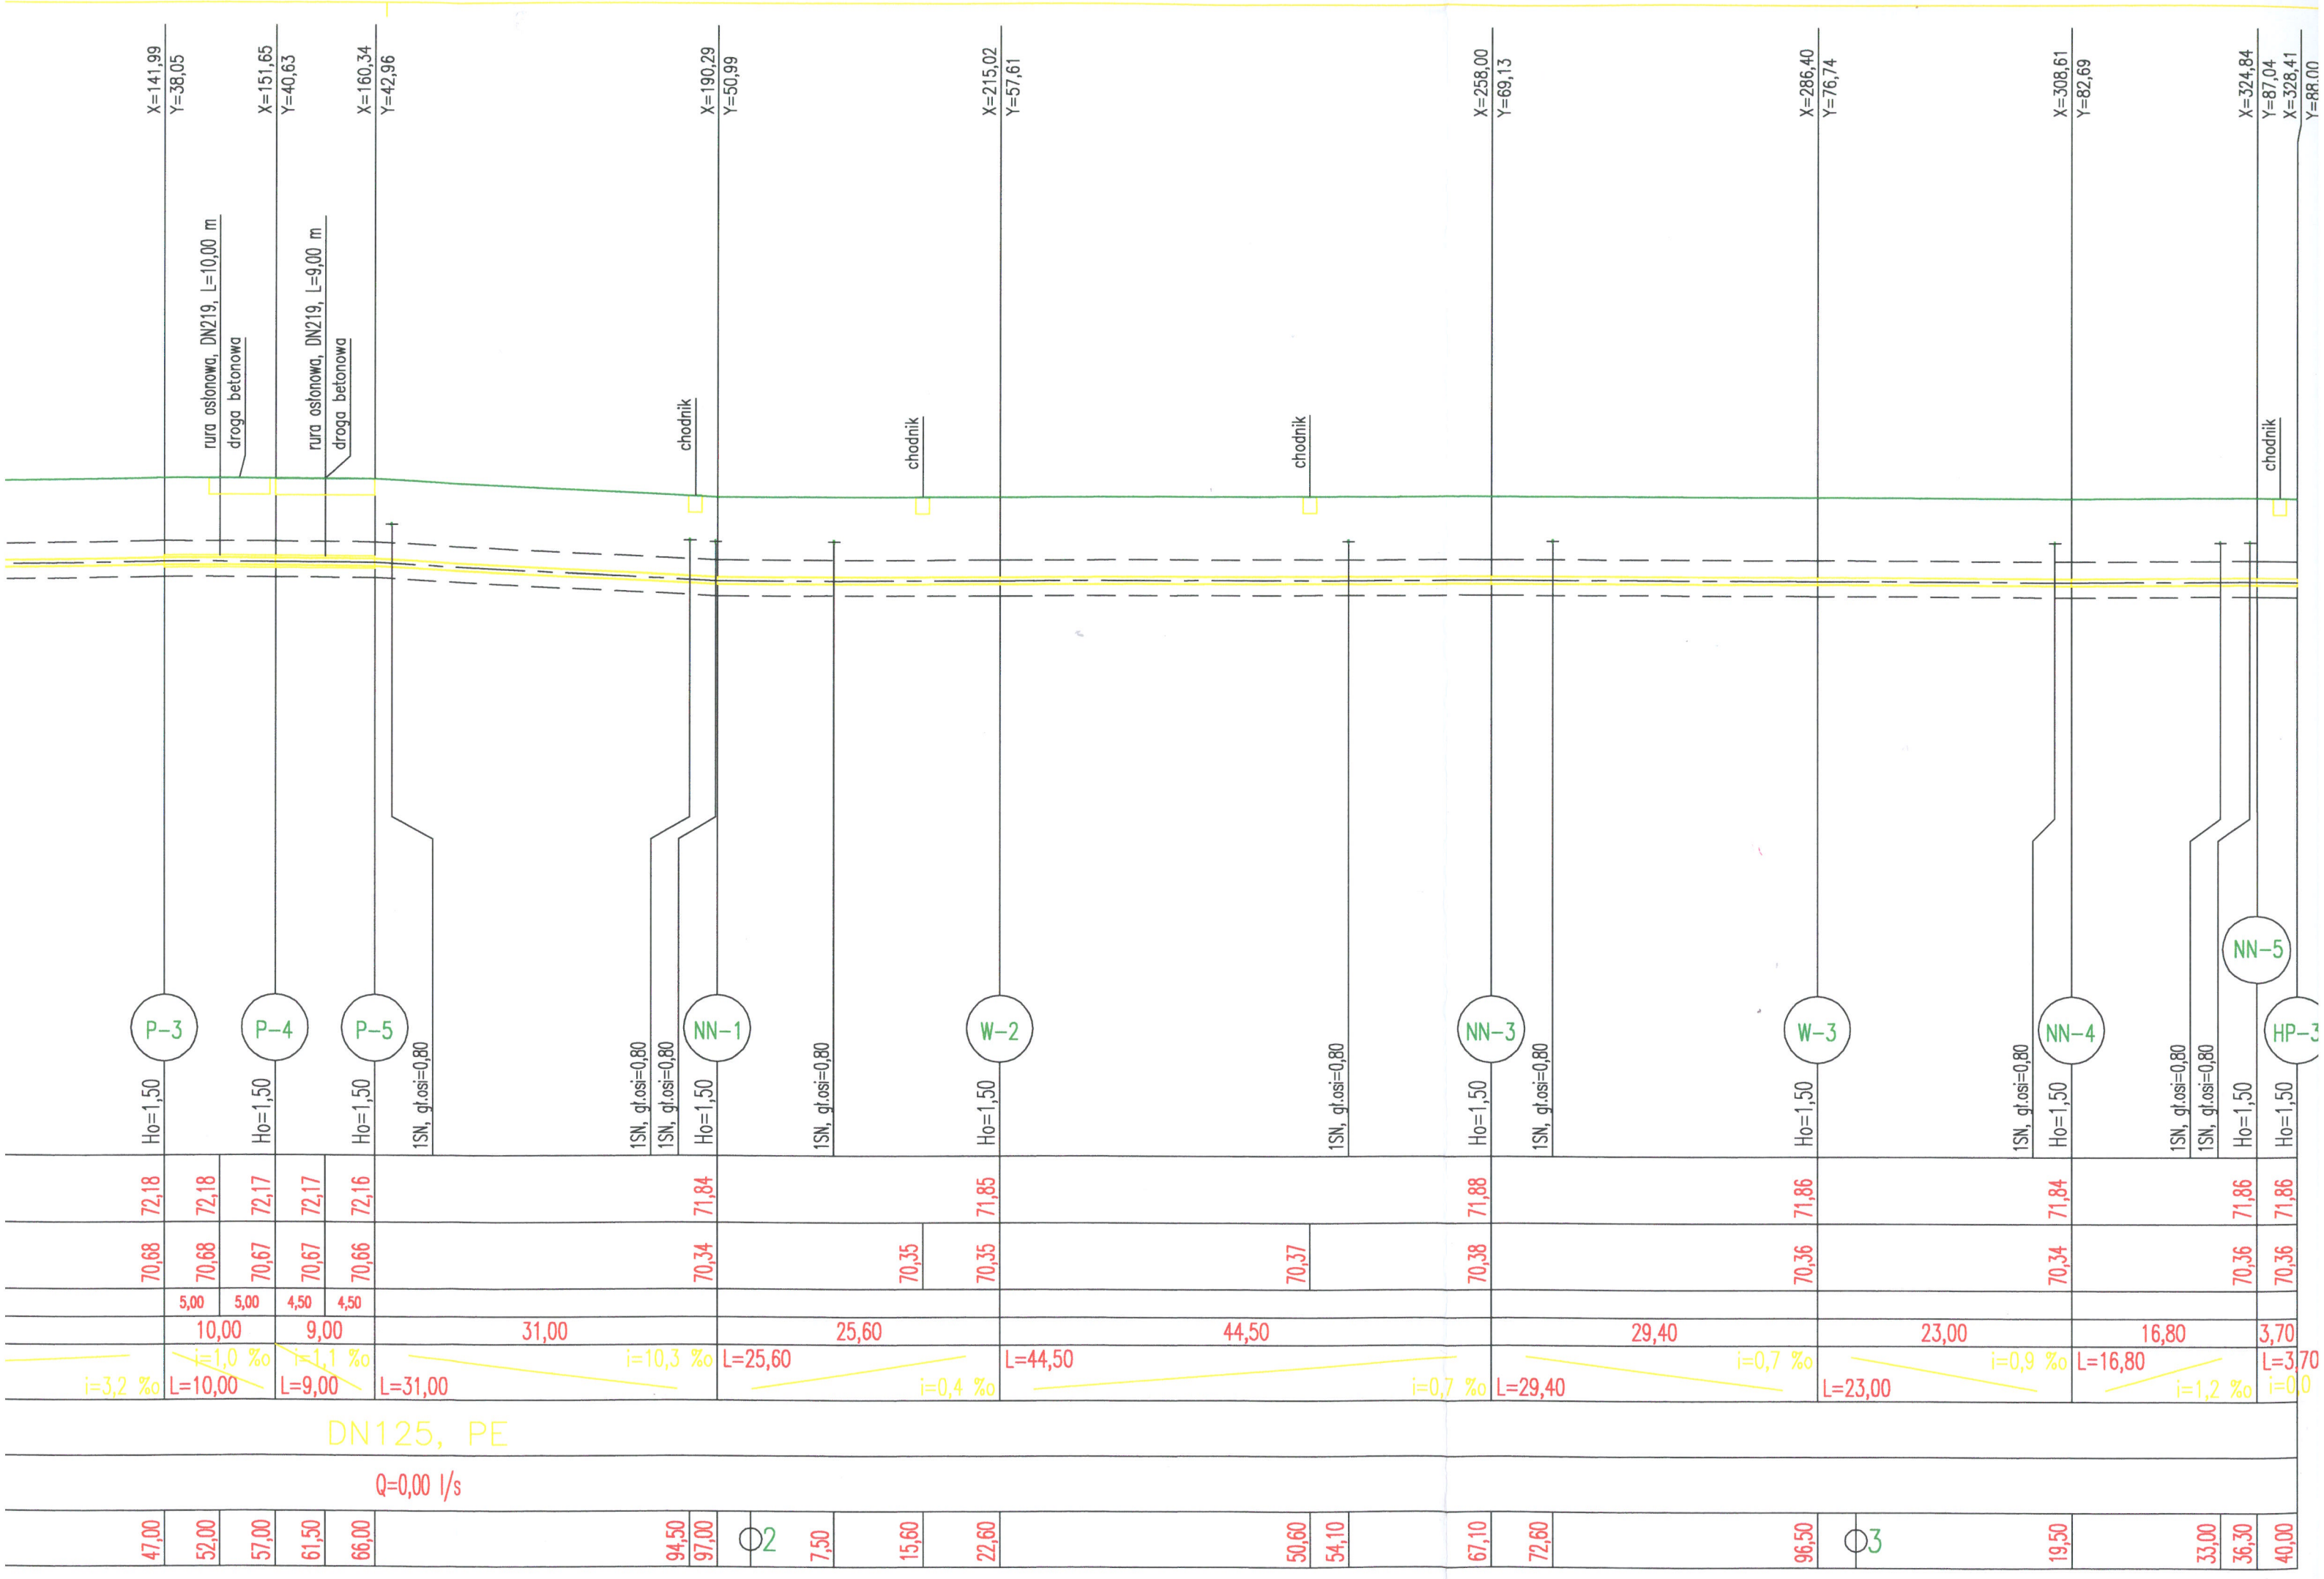 X=141,99
Y=38,05
X=151,65
Y=40,63
X=160,34
Y=42,96
X=190,29
Y=50,99
X=215,02
Y=57,61
X=258,00
Y=69,13
X=286,40
Y=76,74
X=308,61
Y=82,69
X=324,84
Y=87,04
X=328,41
Y=88,00
rura osłonowa, DN219, L=10,00 m
droga betonowa
rura osłonowa, DN219, L=9,00 m
droga betonowa
chodnik
chodnik
chodnik
chodnik
P-3
P-4
P-5
NN-1
W-2
NN-3
W-3
NN-4
NN-5
HP-3
Ho=1,50
Ho=1,50
Ho=1,50
1SN, gł.osi=0,80
1SN, gł.osi=0,80
1SN, gł.osi=0,80
Ho=1,50
1SN, gł.osi=0,80
Ho=1,50
1SN, gł.osi=0,80
Ho=1,50
1SN, gł.osi=0,80
Ho=1,50
1SN, gł.osi=0,80
Ho=1,50
1SN, gł.osi=0,80
1SN, gł.osi=0,80
Ho=1,50
Ho=1,50
72,18 72,18 72,17 72,17 72,16 71,84 71,85 71,88 71,86 71,84 71,86 71,86
70,68 70,68 70,67 70,67 70,66 70,34 70,35 70,35 70,37 70,38 70,36 70,34 70,36 70,36
5,00 5,00 4,50 4,50
10,00 9,00 31,00 25,60 44,50 29,40 23,00 16,80 3,70
i=1,0 ‰ i=1,1 ‰ i=10,3 ‰ L=25,60 L=44,50 i=0,7 ‰ i=0,9 ‰ L=16,80 L=3,70
i=3,2 ‰ L=10,00 L=9,00 L=31,00 i=0,4 ‰ i=0,7 ‰ L=29,40 L=23,00 i=1,2 ‰ i=0,0
DN125, PE
Q=0,00 l/s
47,00 52,00 57,00 61,50 66,00 94,50 97,00 2 7,50 15,60 22,60 50,60 54,10 67,10 72,60 96,50 3 19,50 33,00 36,30 40,00